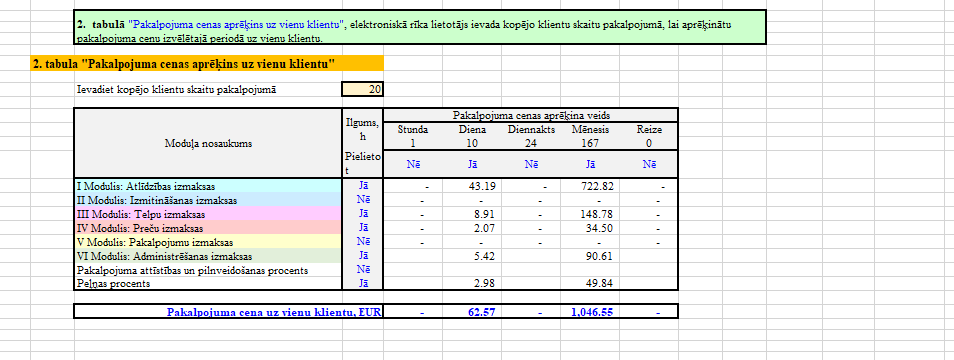 2. tabulā "Pakalpojuma cenas aprēķins uz vienu klientu", elektroniskā rīka lietotājs ievada kopējo klientu skaitu pakalpojumā, lai aprēķinātu
pakalpojuma cenu izvēlētajā periodā uz vienu klientu.
2. tabula "Pakalpojuma cenas aprēķins uz vienu klientu"
Ievadiet kopējo klientu skaitu pakalpojumā 20
Moduļa nosaukums
Ilgums,
h
Pielieto
t
Pakalpojuma cenas aprēķina veids
Stunda Diena Diennakts Mēnesis Reize
1 10 24 167 0
Nē Jā Nē Jā Nē
I Modulis: Atlīdzības izmaksas Jā - 43.19 - 722.82 -
II Modulis: Izmitināšanas izmaksas Nē - - - - -
III Modulis: Telpu izmaksas Jā - 8.91 - 148.78 -
IV Modulis: Preču izmaksas Jā - 2.07 - 34.50 -
V Modulis: Pakalpojumu izmaksas Nē - - - - -
VI Modulis: Administrēšanas izmaksas Jā 5.42 90.61
Pakalpojuma attīstības un pilnveidošanas procents Nē
Peļņas procents Jā 2.98 49.84
Pakalpojuma cena uz vienu klientu, EUR - 62.57 - 1,046.55 -